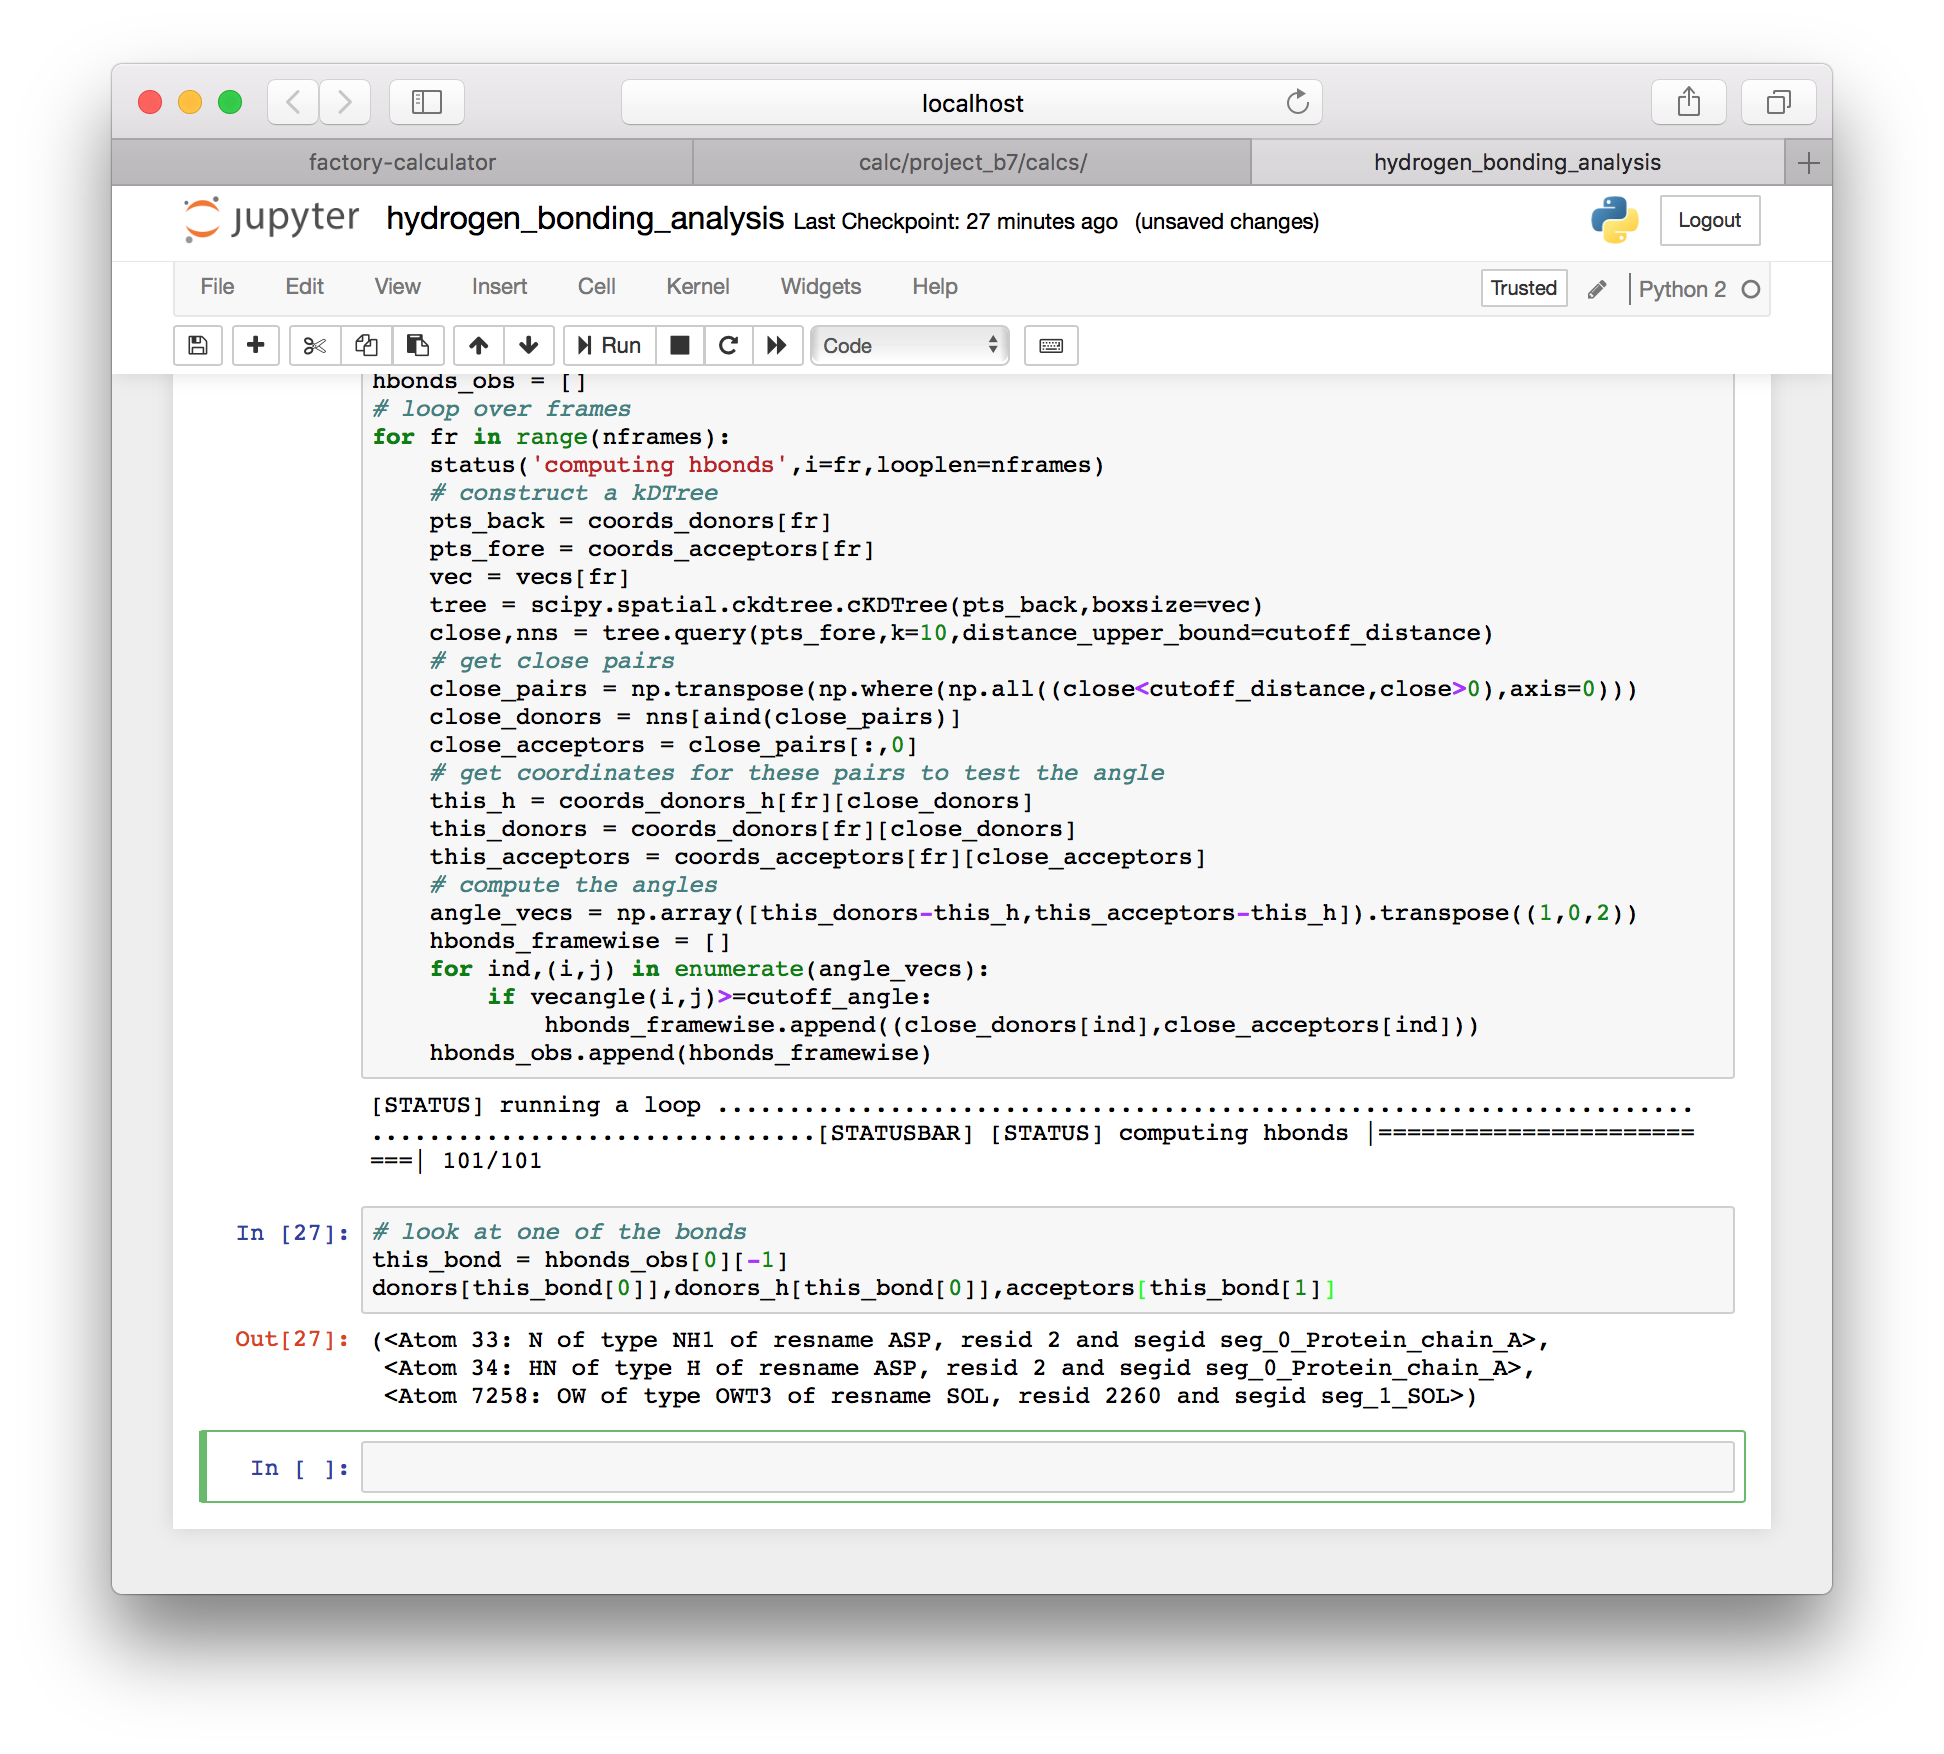 localhost
factory-calculator
calc/project_b7/calcs/
hydrogen_bonding_analysis
jupyter hydrogen_bonding_analysis Last Checkpoint: 27 minutes ago (unsaved changes)
Logout
File Edit View Insert Cell Kernel Widgets Help
Trusted
Python 2
Run
Code
hbonds_obs = []
# loop over frames
for fr in range(nframes):
    status('computing hbonds',i=fr,looplen=nframes)
    # construct a kDTree
    pts_back = coords_donors[fr]
    pts_fore = coords_acceptors[fr]
    vec = vecs[fr]
    tree = scipy.spatial.ckdtree.cKDTree(pts_back,boxsize=vec)
    close,nns = tree.query(pts_fore,k=10,distance_upper_bound=cutoff_distance)
    # get close pairs
    close_pairs = np.transpose(np.where(np.all((close<cutoff_distance,close>0),axis=0)))
    close_donors = nns[aind(close_pairs)]
    close_acceptors = close_pairs[:,0]
    # get coordinates for these pairs to test the angle
    this_h = coords_donors_h[fr][close_donors]
    this_donors = coords_donors[fr][close_donors]
    this_acceptors = coords_acceptors[fr][close_acceptors]
    # compute the angles
    angle_vecs = np.array([this_donors-this_h,this_acceptors-this_h]).transpose((1,0,2))
    hbonds_framewise = []
    for ind,(i,j) in enumerate(angle_vecs):
        if vecangle(i,j)>=cutoff_angle:
            hbonds_framewise.append((close_donors[ind],close_acceptors[ind]))
    hbonds_obs.append(hbonds_framewise)
[STATUS] running a loop ....................................................................
...............................[STATUSBAR] [STATUS] computing hbonds |======================
===| 101/101
In [27]:
# look at one of the bonds
this_bond = hbonds_obs[0][-1]
donors[this_bond[0]],donors_h[this_bond[0]],acceptors[this_bond[1]]
Out[27]:
(<Atom 33: N of type NH1 of resname ASP, resid 2 and segid seg_0_Protein_chain_A>,
 <Atom 34: HN of type H of resname ASP, resid 2 and segid seg_0_Protein_chain_A>,
 <Atom 7258: OW of type OWT3 of resname SOL, resid 2260 and segid seg_1_SOL>)
In [ ]: